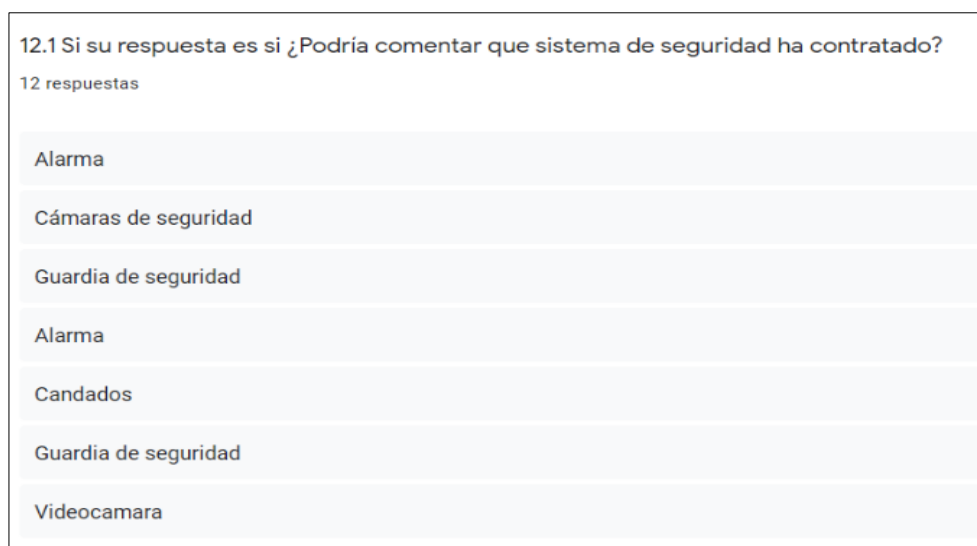 12.1 Si su respuesta es si ¿Podría comentar que sistema de seguridad ha contratado?
12 respuestas
Alarma
Cámaras de seguridad
Guardia de seguridad
Alarma
Candados
Guardia de seguridad
Videocamara